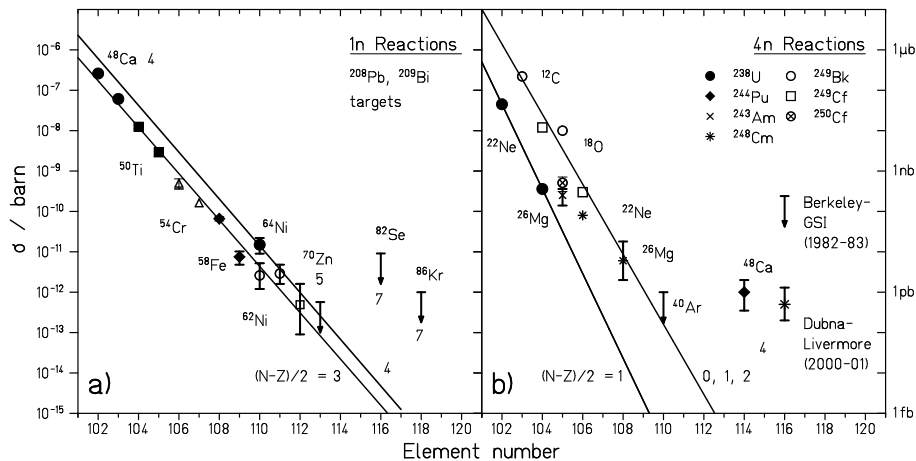 σ / barn
10⁻⁶
10⁻⁷
10⁻⁸
10⁻⁹
10⁻¹⁰
10⁻¹¹
10⁻¹²
10⁻¹³
10⁻¹⁴
10⁻¹⁵
⁴⁸Ca 4
1n Reactions
²⁰⁸Pb, ²⁰⁹Bi
targets
⁵⁰Ti
⁵⁴Cr
⁶⁴Ni
⁵⁸Fe
⁷⁰Zn
5
⁸²Se
7
⁸⁶Kr
7
⁶²Ni
a)
(N-Z)/2 = 3
4
102 104 106 108 110 112 114 116 118 120
4n Reactions
²³⁸U
²⁴⁴Pu
²⁴³Am
²⁴⁸Cm
²⁴⁹Bk
²⁴⁹Cf
²⁵⁰Cf
¹²C
¹⁸O
²²Ne
²⁶Mg
²²Ne
²⁶Mg
⁴⁰Ar
⁴⁸Ca
4
Berkeley-
GSI
(1982-83)
Dubna-
Livermore
(2000-01)
b)
(N-Z)/2 = 1
0, 1, 2
102 104 106 108 110 112 114 116 118 120
1μb
1nb
1pb
1fb
Element number